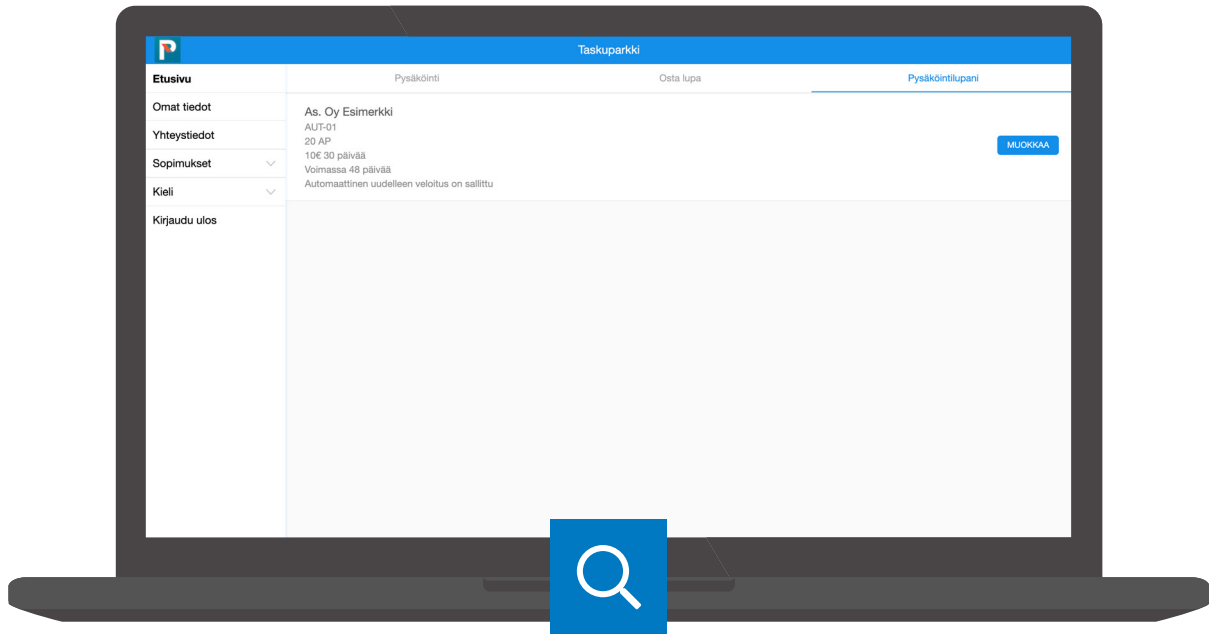 Taskuparkki
Etusivu
Omat tiedot
Yhteystiedot
Sopimukset
Kieli
Kirjaudu ulos
Pysäköinti
Osta lupa
Pysäköintilupani
As. Oy Esimerkki
AUT-01
20 AP
10€ 30 päivää
Voimassa 48 päivää
Automaattinen uudelleen veloitus on sallittu
MUOKKAA